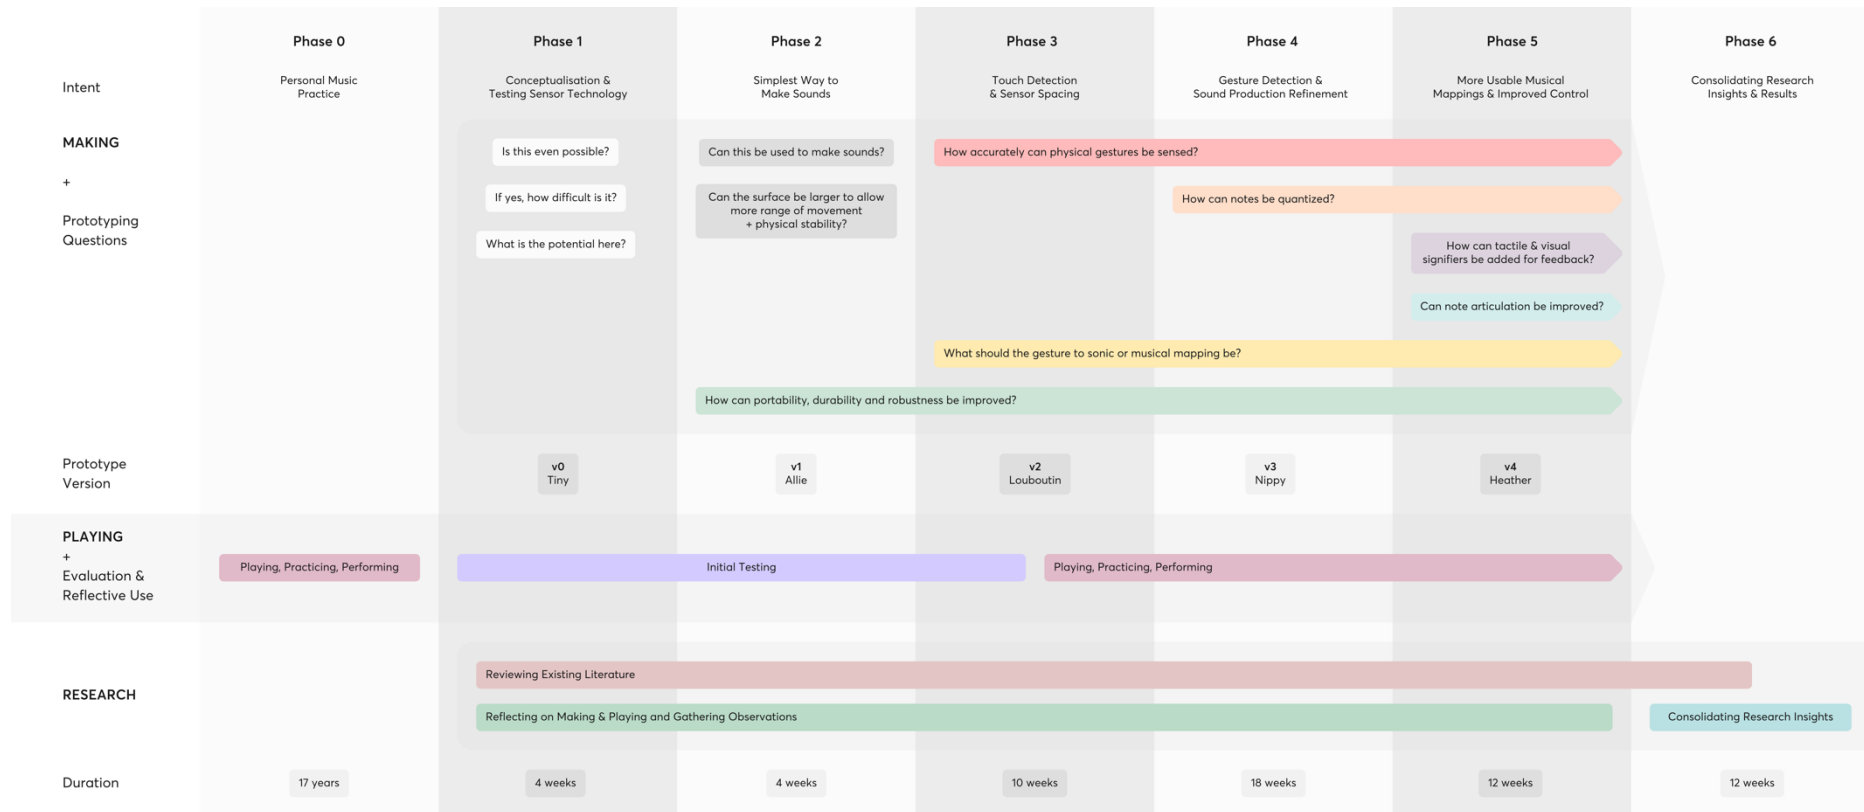 Phase 0
Phase 1
Phase 2
Phase 3
Phase 4
Phase 5
Phase 6
Intent
Personal Music
Practice
Conceptualisation &
Testing Sensor Technology
Simplest Way to
Make Sounds
Touch Detection
& Sensor Spacing
Gesture Detection &
Sound Production Refinement
More Usable Musical
Mappings & Improved Control
Consolidating Research
Insights & Results
MAKING
+
Prototyping
Questions
Is this even possible?
If yes, how difficult is it?
What is the potential here?
Can this be used to make sounds?
Can the surface be larger to allow
more range of movement
+ physical stability?
How accurately can physical gestures be sensed?
How can notes be quantized?
How can tactile & visual
signifiers be added for feedback?
Can note articulation be improved?
What should the gesture to sonic or musical mapping be?
How can portability, durability and robustness be improved?
Prototype
Version
v0
Tiny
v1
Allie
v2
Louboutin
v3
Nippy
v4
Heather
PLAYING
+
Evaluation &
Reflective Use
Playing, Practicing, Performing
Initial Testing
Playing, Practicing, Performing
RESEARCH
Reviewing Existing Literature
Reflecting on Making & Playing and Gathering Observations
Consolidating Research Insights
Duration
17 years
4 weeks
4 weeks
10 weeks
18 weeks
12 weeks
12 weeks